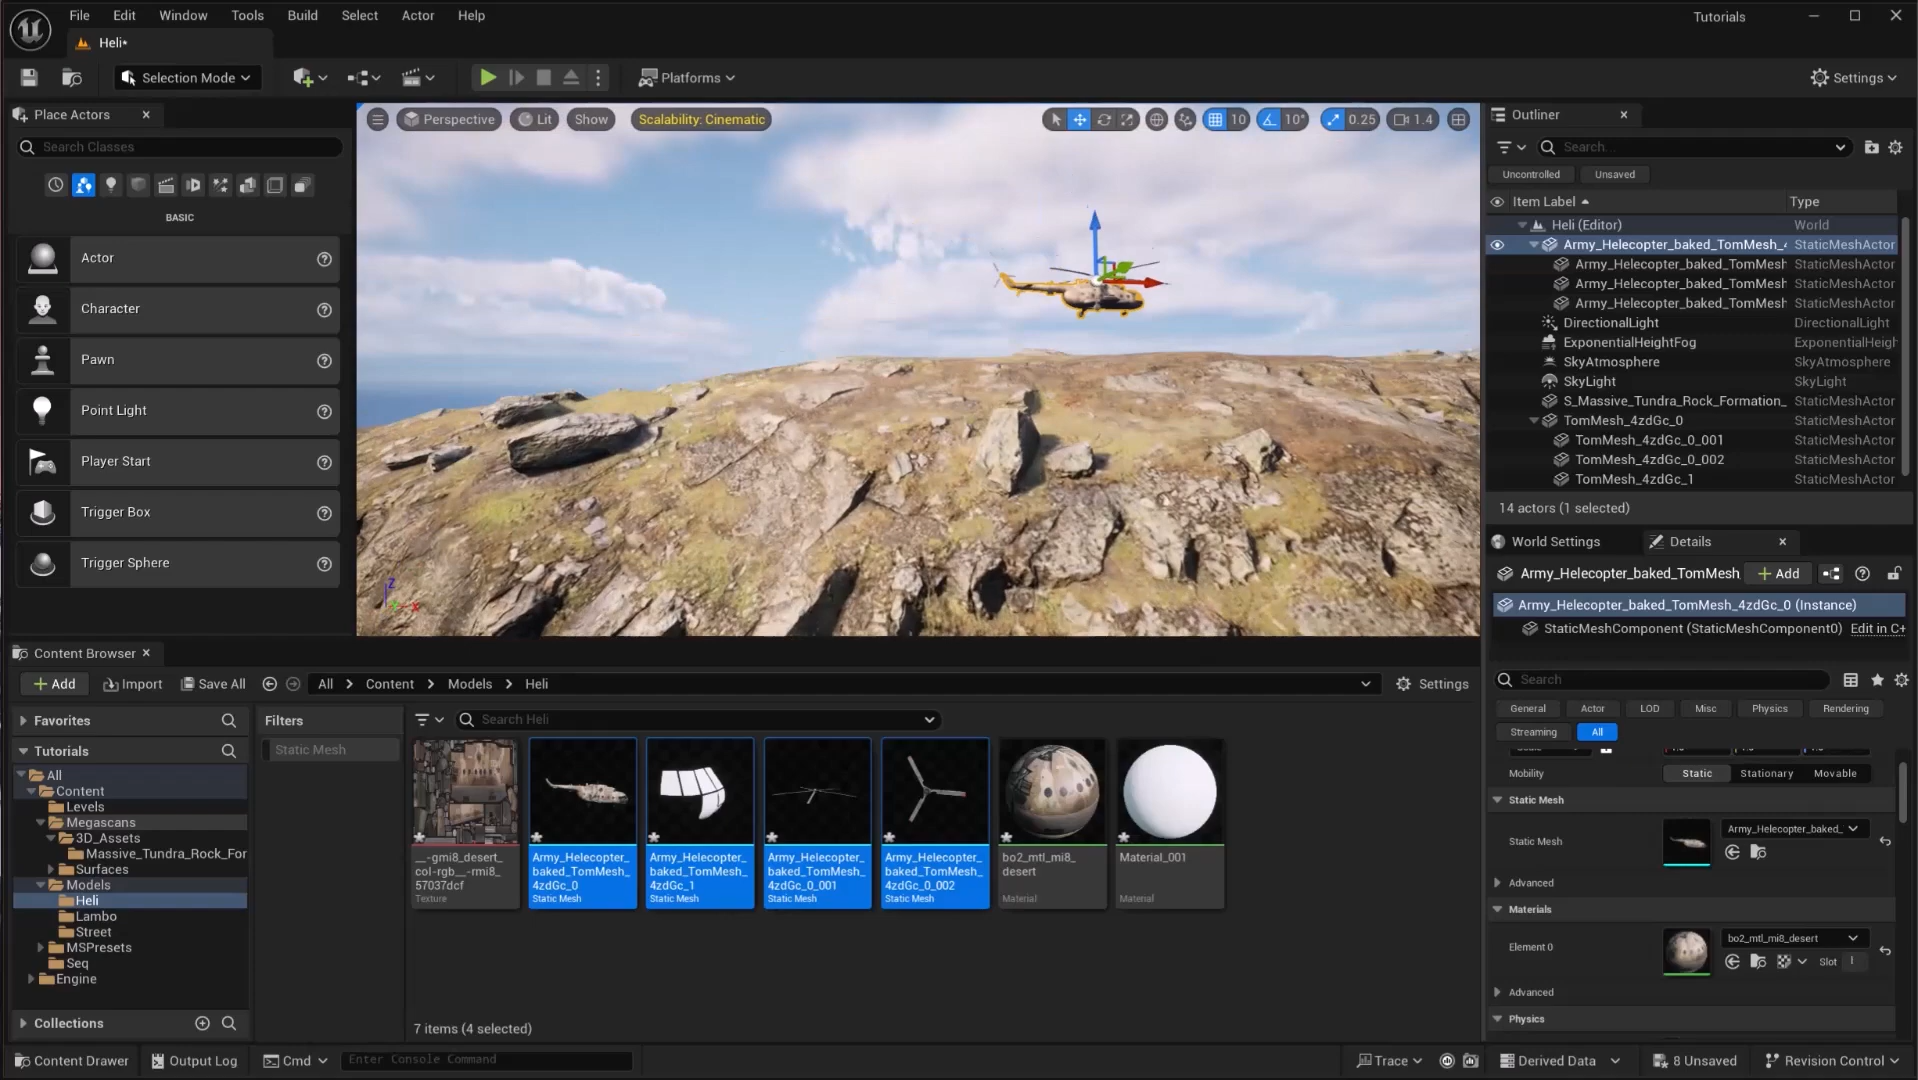 File Edit Window Tools Build Select Actor Help
Tutorials
Heli*
Selection Mode
Platforms
Settings
Place Actors
Search Classes
BASIC
Actor
Character
Pawn
Point Light
Player Start
Trigger Box
Trigger Sphere
Perspective Lit Show Scalability: Cinematic
10 10° 0.25 1.4
Z
X
Outliner
Search...
Uncontrolled Unsaved
Item Label Type
Heli (Editor) World
Army_Helecopter_baked_TomMesh_4 StaticMeshActor
Army_Helecopter_baked_TomMesh StaticMeshActor
Army_Helecopter_baked_TomMesh StaticMeshActor
Army_Helecopter_baked_TomMesh StaticMeshActor
DirectionalLight DirectionalLight
ExponentialHeightFog ExponentialHeigh
SkyAtmosphere SkyAtmosphere
SkyLight SkyLight
S_Massive_Tundra_Rock_Formation_ StaticMeshActor
TomMesh_4zdGc_0 StaticMeshActor
TomMesh_4zdGc_0_001 StaticMeshActor
TomMesh_4zdGc_0_002 StaticMeshActor
TomMesh_4zdGc_1 StaticMeshActor
14 actors (1 selected)
World Settings Details
Army_Helecopter_baked_TomMesh Add
Army_Helecopter_baked_TomMesh_4zdGc_0 (Instance)
StaticMeshComponent (StaticMeshComponent0) Edit in C+
Search
General Actor LOD Misc Physics Rendering
Streaming All
Mobility Static Stationary Movable
Static Mesh
Static Mesh Army_Helecopter_baked_
Advanced
Materials
Element 0 bo2_mtl_mi8_desert
Slot
Advanced
Physics
Content Browser
Add Import Save All All Content Models Heli Settings
Favorites
Tutorials
All
Content
Levels
Megascans
3D_Assets
Massive_Tundra_Rock_For
Surfaces
Models
Heli
Lambo
Street
MSPresets
Seq
Engine
Collections
Filters
Static Mesh
Search Heli
__-gmi8_desert_
col-rgb__-rmi8_
57037dcf
Texture
Army_Helecopter_
baked_TomMesh_
4zdGc_0
Static Mesh
Army_Helecopter_
baked_TomMesh_
4zdGc_1
Static Mesh
Army_Helecopter_
baked_TomMesh_
4zdGc_0_001
Static Mesh
Army_Helecopter_
baked_TomMesh_
4zdGc_0_002
Static Mesh
bo2_mtl_mi8_
desert
Material
Material_001
Material
7 items (4 selected)
Content Drawer Output Log Cmd Enter Console Command
Trace Derived Data 8 Unsaved Revision Control